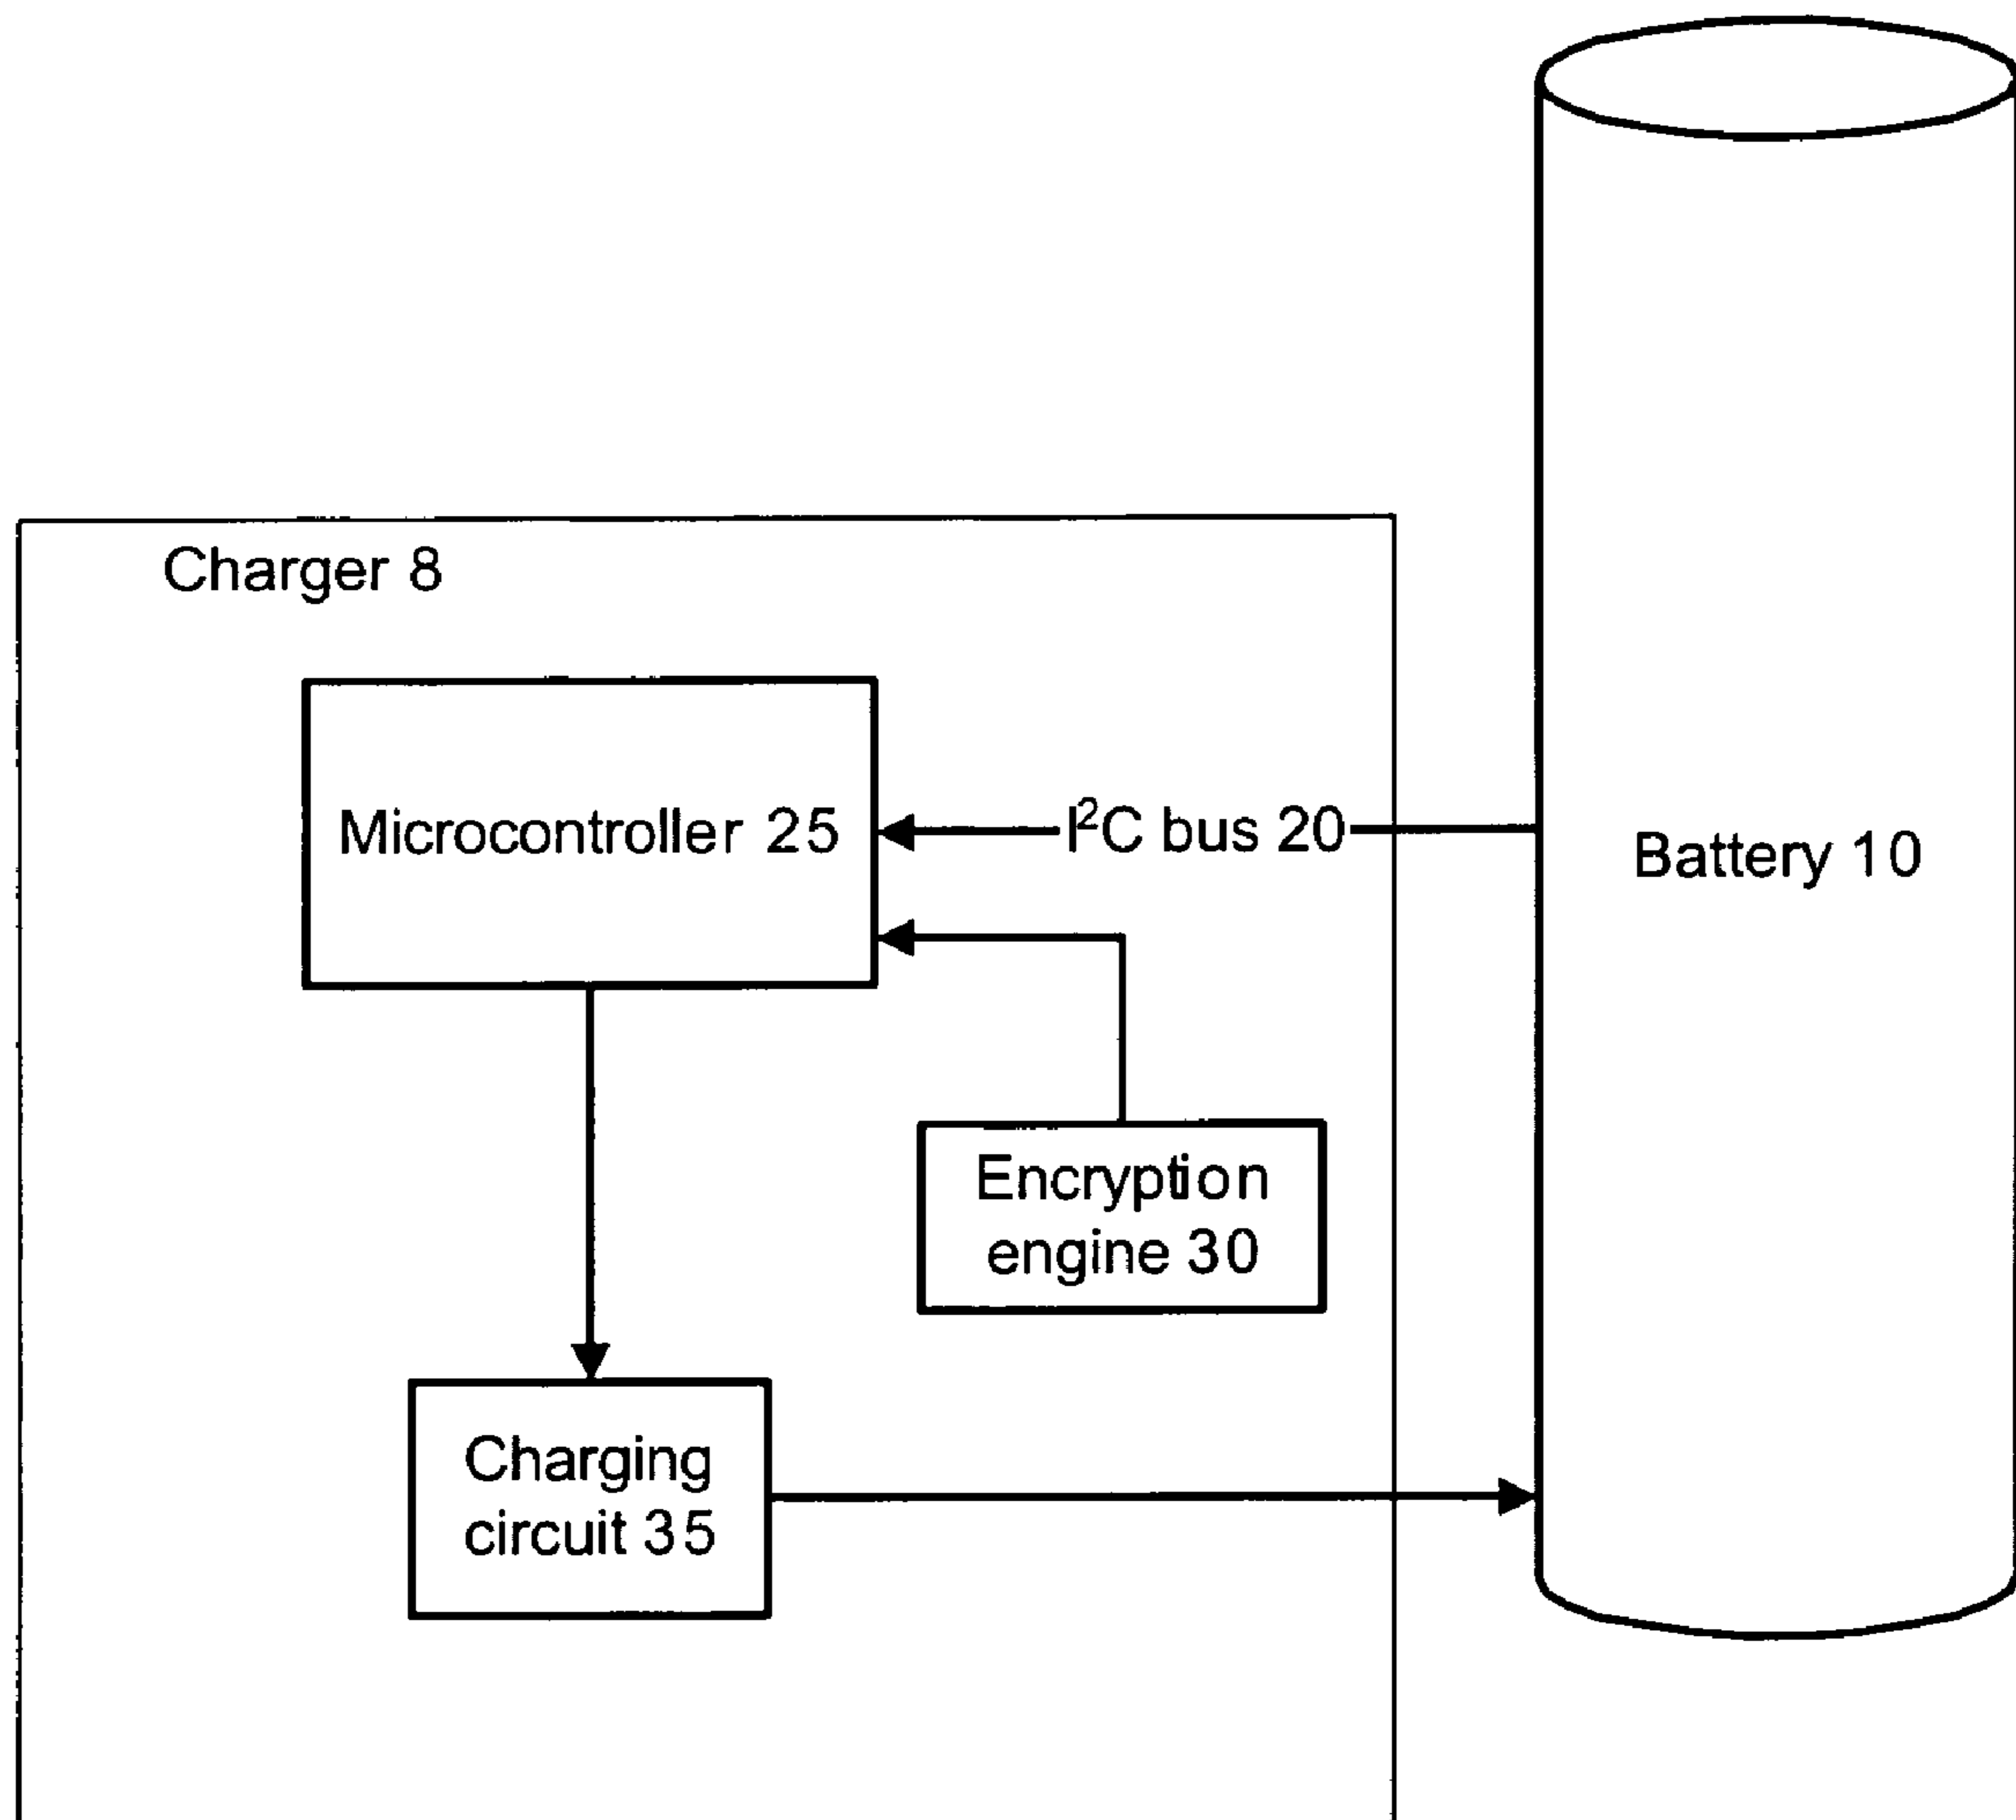 Charger 8
Microcontroller 25
I²C bus 20
Battery 10
Encryption
engine 30
Charging
circuit 35